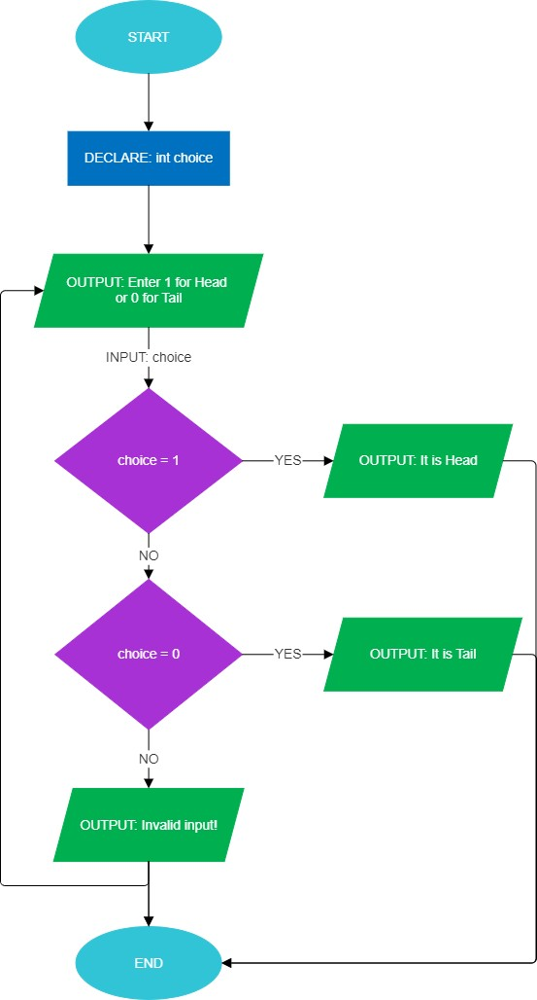 START
DECLARE: int choice
OUTPUT: Enter 1 for Head
or 0 for Tail
INPUT: choice
choice = 1
YES
OUTPUT: It is Head
NO
choice = 0
YES
OUTPUT: It is Tail
NO
OUTPUT: Invalid input!
END